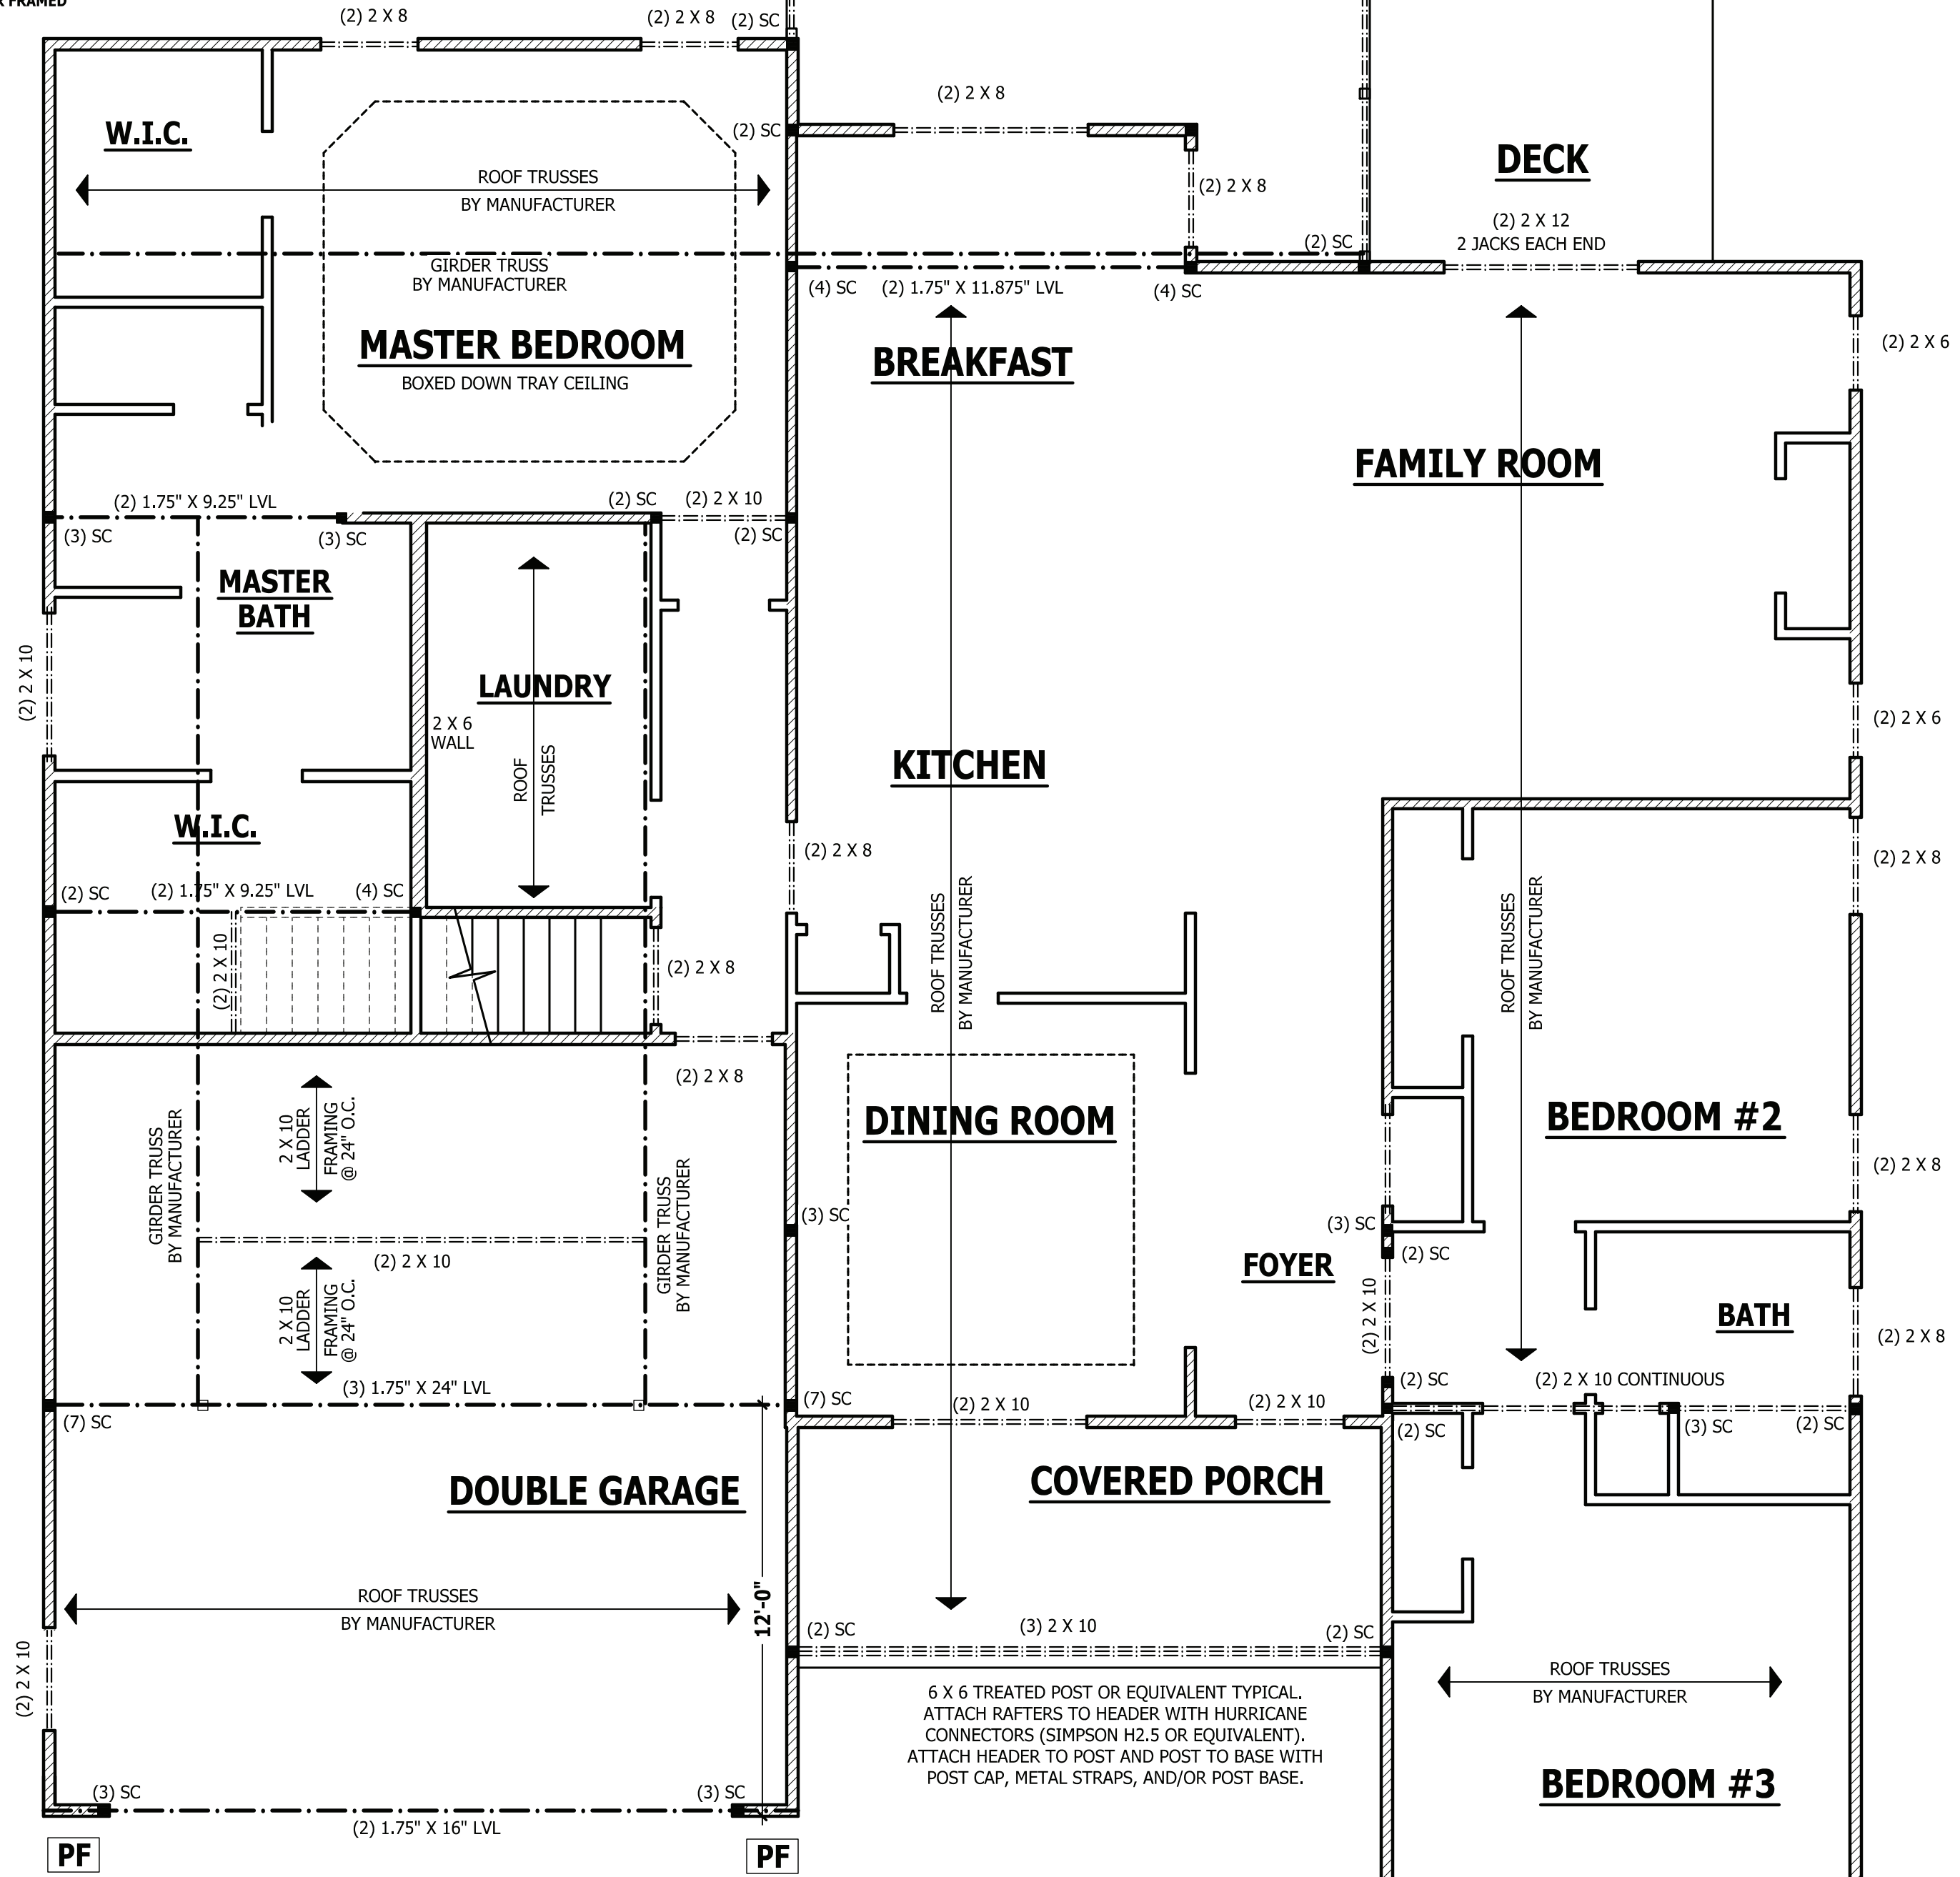 (2) 2 X 8
(2) 2 X 8
(2) SC
W.I.C.
(2) 2 X 8
(2) SC
DECK
ROOF TRUSSES
BY MANUFACTURER
(2) 2 X 8
(2) 2 X 12
2 JACKS EACH END
(2) SC
GIRDER TRUSS
BY MANUFACTURER
(4) SC
(2) 1.75" X 11.875" LVL
(4) SC
MASTER BEDROOM
BOXED DOWN TRAY CEILING
BREAKFAST
(2) 2 X 6
FAMILY ROOM
(2) 1.75" X 9.25" LVL
(2) SC
(2) 2 X 10
(3) SC
(3) SC
(2) SC
MASTER
BATH
(2) 2 X 10
LAUNDRY
2 X 6
WALL
ROOF
TRUSSES
(2) 2 X 6
KITCHEN
W.I.C.
(2) 2 X 8
(2) 2 X 8
(2) SC
(2) 1.75" X 9.25" LVL
(4) SC
(2) 2 X 10
(2) 2 X 8
ROOF TRUSSES
BY MANUFACTURER
ROOF TRUSSES
BY MANUFACTURER
(2) 2 X 8
GIRDER TRUSS
BY MANUFACTURER
2 X 10
LADDER
FRAMING
@ 24" O.C.
DINING ROOM
BEDROOM #2
(2) 2 X 8
GIRDER TRUSS
BY MANUFACTURER
(3) SC
(3) SC
(2) SC
(2) 2 X 10
FOYER
2 X 10
LADDER
FRAMING
@ 24" O.C.
(2) 2 X 10
BATH
(2) 2 X 8
(3) 1.75" X 24" LVL
(7) SC
(7) SC
(2) 2 X 10
(2) 2 X 10
(2) SC
(2) 2 X 10 CONTINUOUS
(2) SC
(3) SC
(2) SC
DOUBLE GARAGE
COVERED PORCH
ROOF TRUSSES
BY MANUFACTURER
12'-0"
(2) SC
(3) 2 X 10
(2) SC
(2) 2 X 10
ROOF TRUSSES
BY MANUFACTURER
6 X 6 TREATED POST OR EQUIVALENT TYPICAL.
ATTACH RAFTERS TO HEADER WITH HURRICANE
CONNECTORS (SIMPSON H2.5 OR EQUIVALENT).
ATTACH HEADER TO POST AND POST TO BASE WITH
POST CAP, METAL STRAPS, AND/OR POST BASE.
BEDROOM #3
(3) SC
(3) SC
(2) 1.75" X 16" LVL
PF
PF